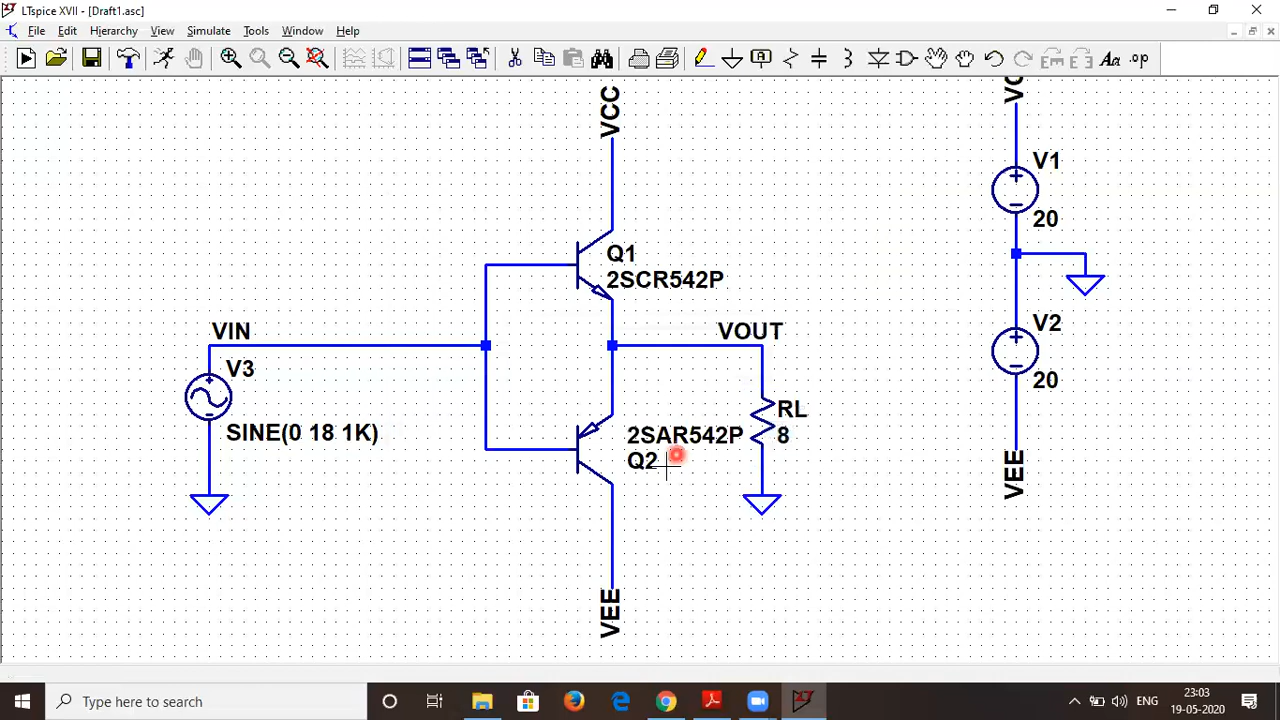 LTspice XVII - [Draft1.asc]
File Edit Hierarchy View Simulate Tools Window Help
Aa .op
VCC
V1
20
Q1
2SCR542P
VIN
V3
SINE(0 18 1K)
VOUT
V2
20
RL
8
2SAR542P
Q2
VEE
VEE
Type here to search
ENG
23:03
19-05-2020